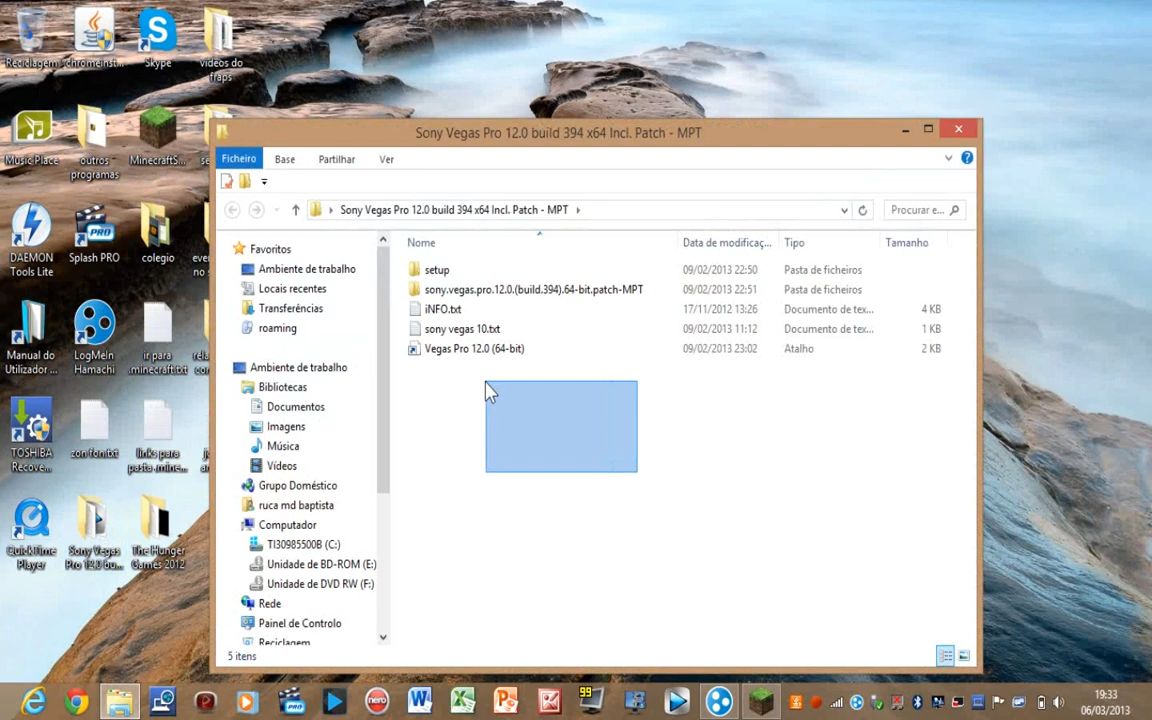 Reciclagem
chromeinst...
Skype
videos do fraps
Music Place
outros programas
MinecraftS...
DAEMON Tools Lite
Splash PRO
colegio
Manual do Utilizador ...
LogMeIn Hamachi
ir para .minecraft.txt
TOSHIBA Recove...
zon fon.txt
links para pasta .mine...
QuickTime Player
Sony Vegas Pro 12.0 bu...
The Hunger Games 2012
Sony Vegas Pro 12.0 build 394 x64 Incl. Patch - MPT
Ficheiro Base Partilhar Ver
Sony Vegas Pro 12.0 build 394 x64 Incl. Patch - MPT
Procurar e...
Nome Data de modificaç... Tipo Tamanho
setup 09/02/2013 22:50 Pasta de ficheiros
sony.vegas.pro.12.0.(build.394).64-bit.patch-MPT 09/02/2013 22:51 Pasta de ficheiros
iNFO.txt 17/11/2012 13:26 Documento de tex... 4 KB
sony vegas 10.txt 09/02/2013 11:12 Documento de tex... 1 KB
Vegas Pro 12.0 (64-bit) 09/02/2013 23:02 Atalho 2 KB
Favoritos
Ambiente de trabalho
Locais recentes
Transferências
roaming
Ambiente de trabalho
Bibliotecas
Documentos
Imagens
Música
Vídeos
Grupo Doméstico
ruca md baptista
Computador
TI30985500B (C:)
Unidade de BD-ROM (E:)
Unidade de DVD RW (F:)
Rede
Painel de Controlo
Reciclagem
5 itens
99
19:33
06/03/2013